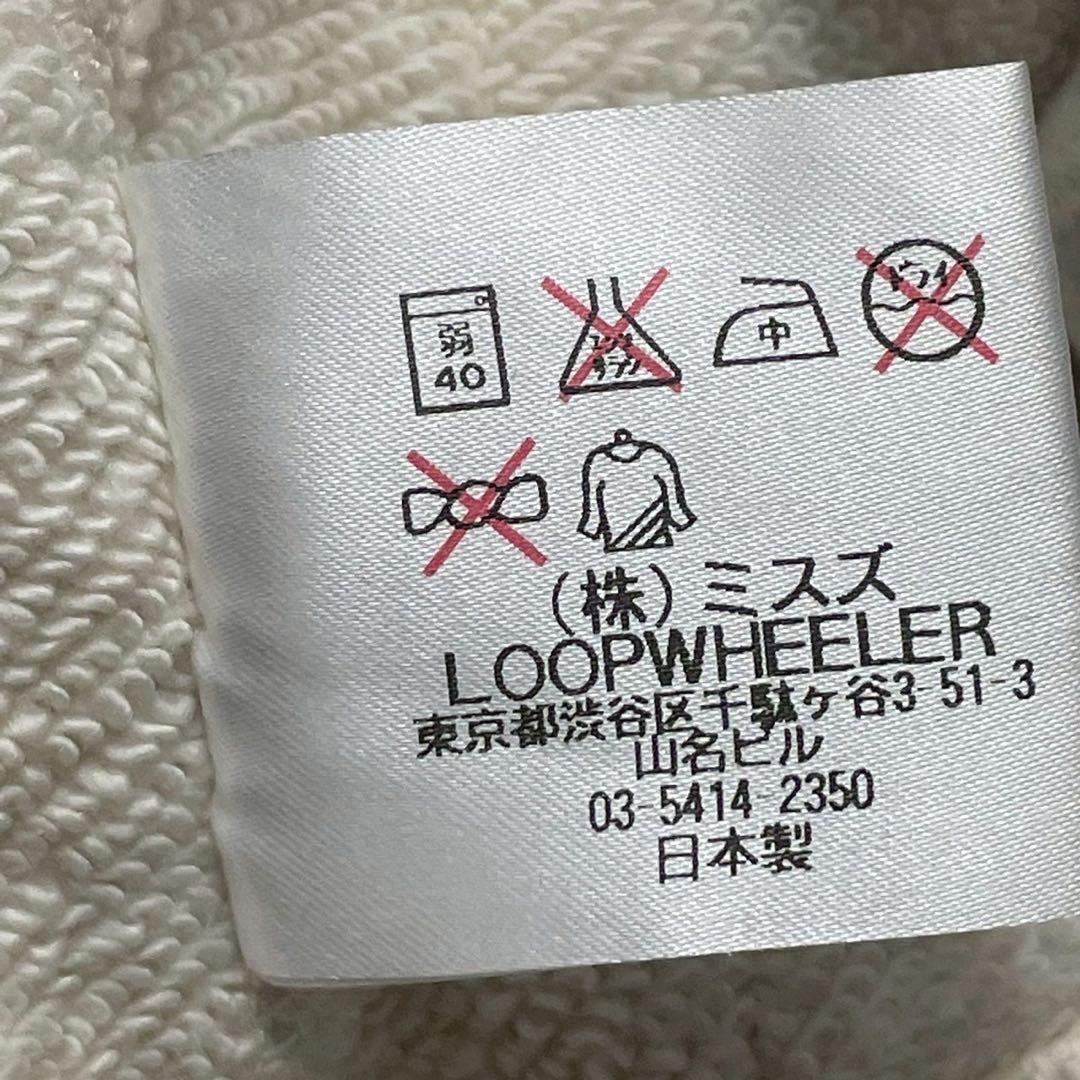 弱
40
エンソ
サラシ
中
ドライ
(株)ミスズ
LOOPWHEELER
東京都渋谷区千駄ヶ谷3-51-3
山名ビル
03-5414-2350
日本製